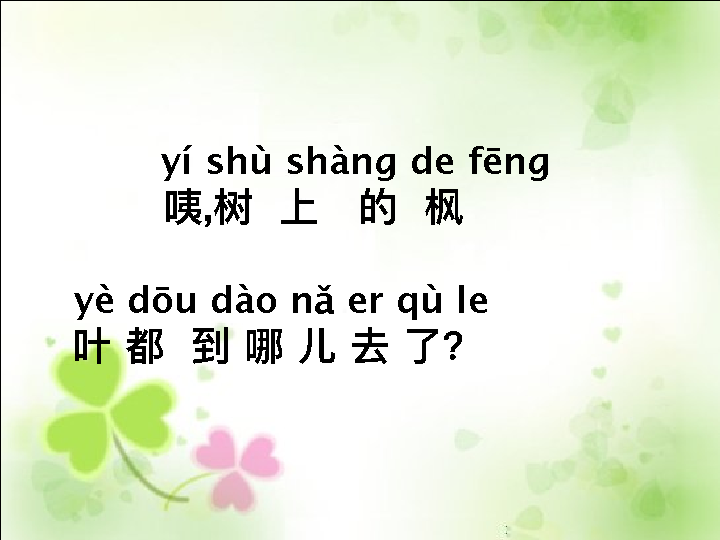 yí shù shàng de fēng
咦,树 上 的 枫
yè dōu dào nǎ er qù le
叶 都 到 哪 儿 去 了?